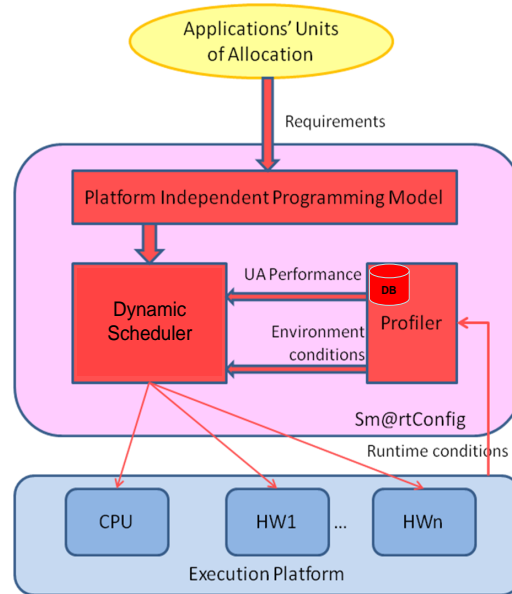 Applications' Units
of Allocation
Requirements
Platform Independent Programming Model
UA Performance
DB
Dynamic
Scheduler
Environment
conditions
Profiler
Sm@rtConfig
Runtime conditions
CPU
HW1
...
HWn
Execution Platform